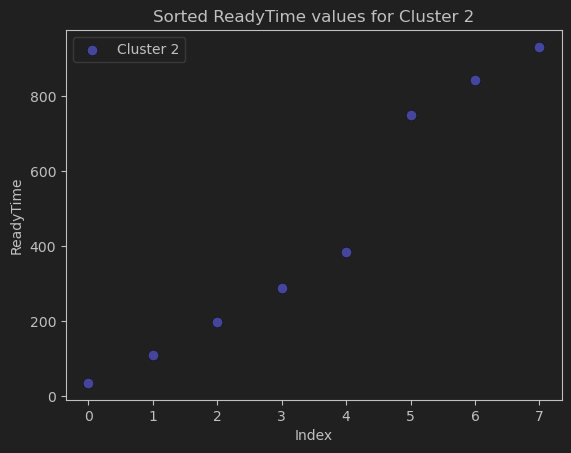 Sorted ReadyTime values for Cluster 2
Cluster 2
ReadyTime
800
600
400
200
0
0 1 2 3 4 5 6 7
Index